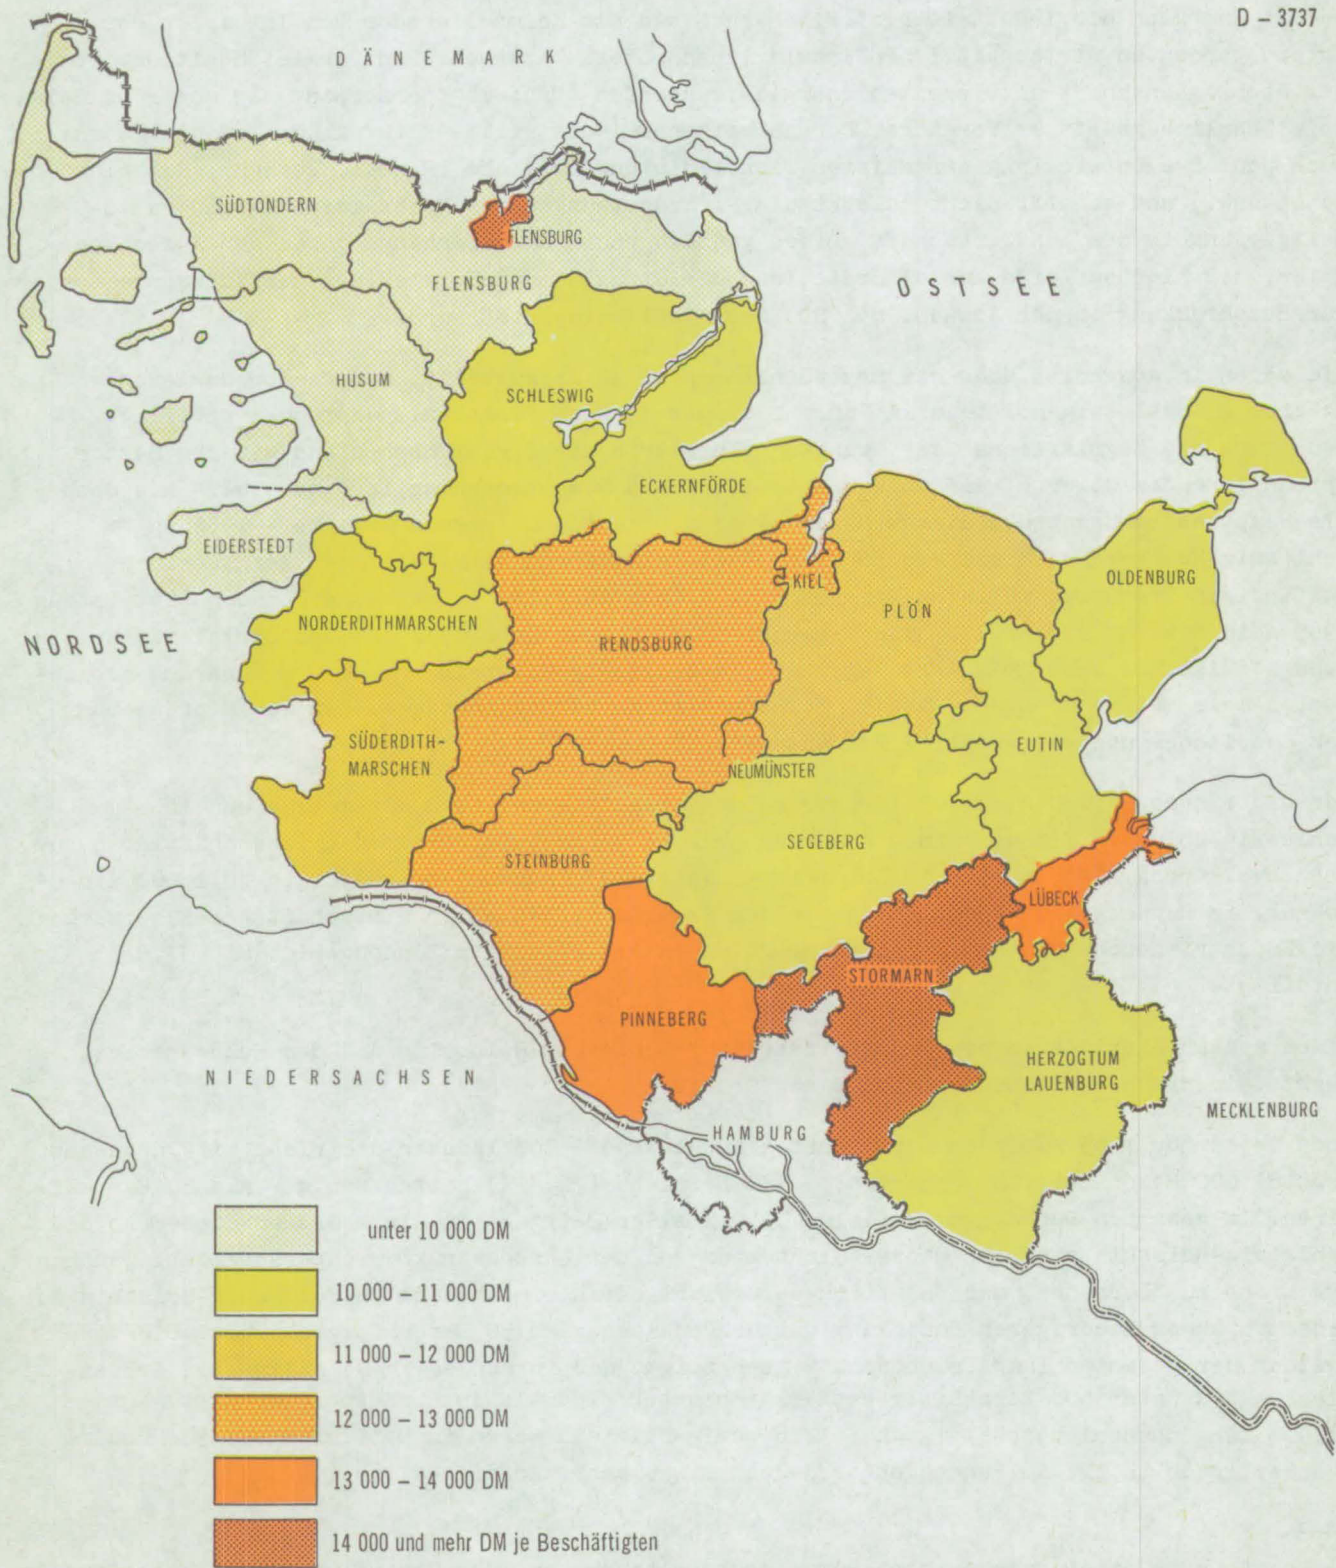 D – 3737
DÄNEMARK
SÜDTONDERN
FLENSBURG
FLENSBURG
OSTSEE
HUSUM
SCHLESWIG
ECKERNFÖRDE
EIDERSTEDT
KIEL
OLDENBURG
PLÖN
NORDERDITHMARSCHEN
NORDSEE
RENDSBURG
SÜDERDITH-
MARSCHEN
EUTIN
NEUMÜNSTER
SEGEBERG
STEINBURG
LÜBECK
STORMARN
PINNEBERG
HERZOGTUM
LAUENBURG
NIEDERSACHSEN
MECKLENBURG
HAMBURG
unter 10 000 DM
10 000 – 11 000 DM
11 000 – 12 000 DM
12 000 – 13 000 DM
13 000 – 14 000 DM
14 000 und mehr DM je Beschäftigten